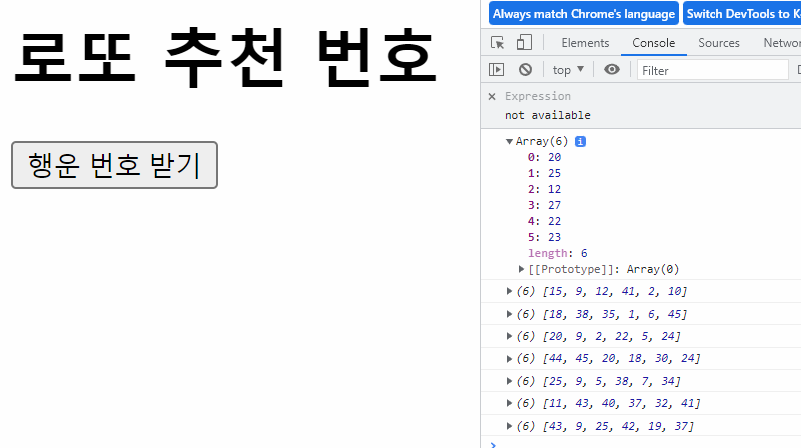 로또 추천 번호
행운 번호 받기
Always match Chrome's language Switch DevTools to K
Elements Console Sources Networ
top Filter
Expression
not available
Array(6)
0: 20
1: 25
2: 12
3: 27
4: 22
5: 23
length: 6
[[Prototype]]: Array(0)
(6) [15, 9, 12, 41, 2, 10]
(6) [18, 38, 35, 1, 6, 45]
(6) [20, 9, 2, 22, 5, 24]
(6) [44, 45, 20, 18, 30, 24]
(6) [25, 9, 5, 38, 7, 34]
(6) [11, 43, 40, 37, 32, 41]
(6) [43, 9, 25, 42, 19, 37]